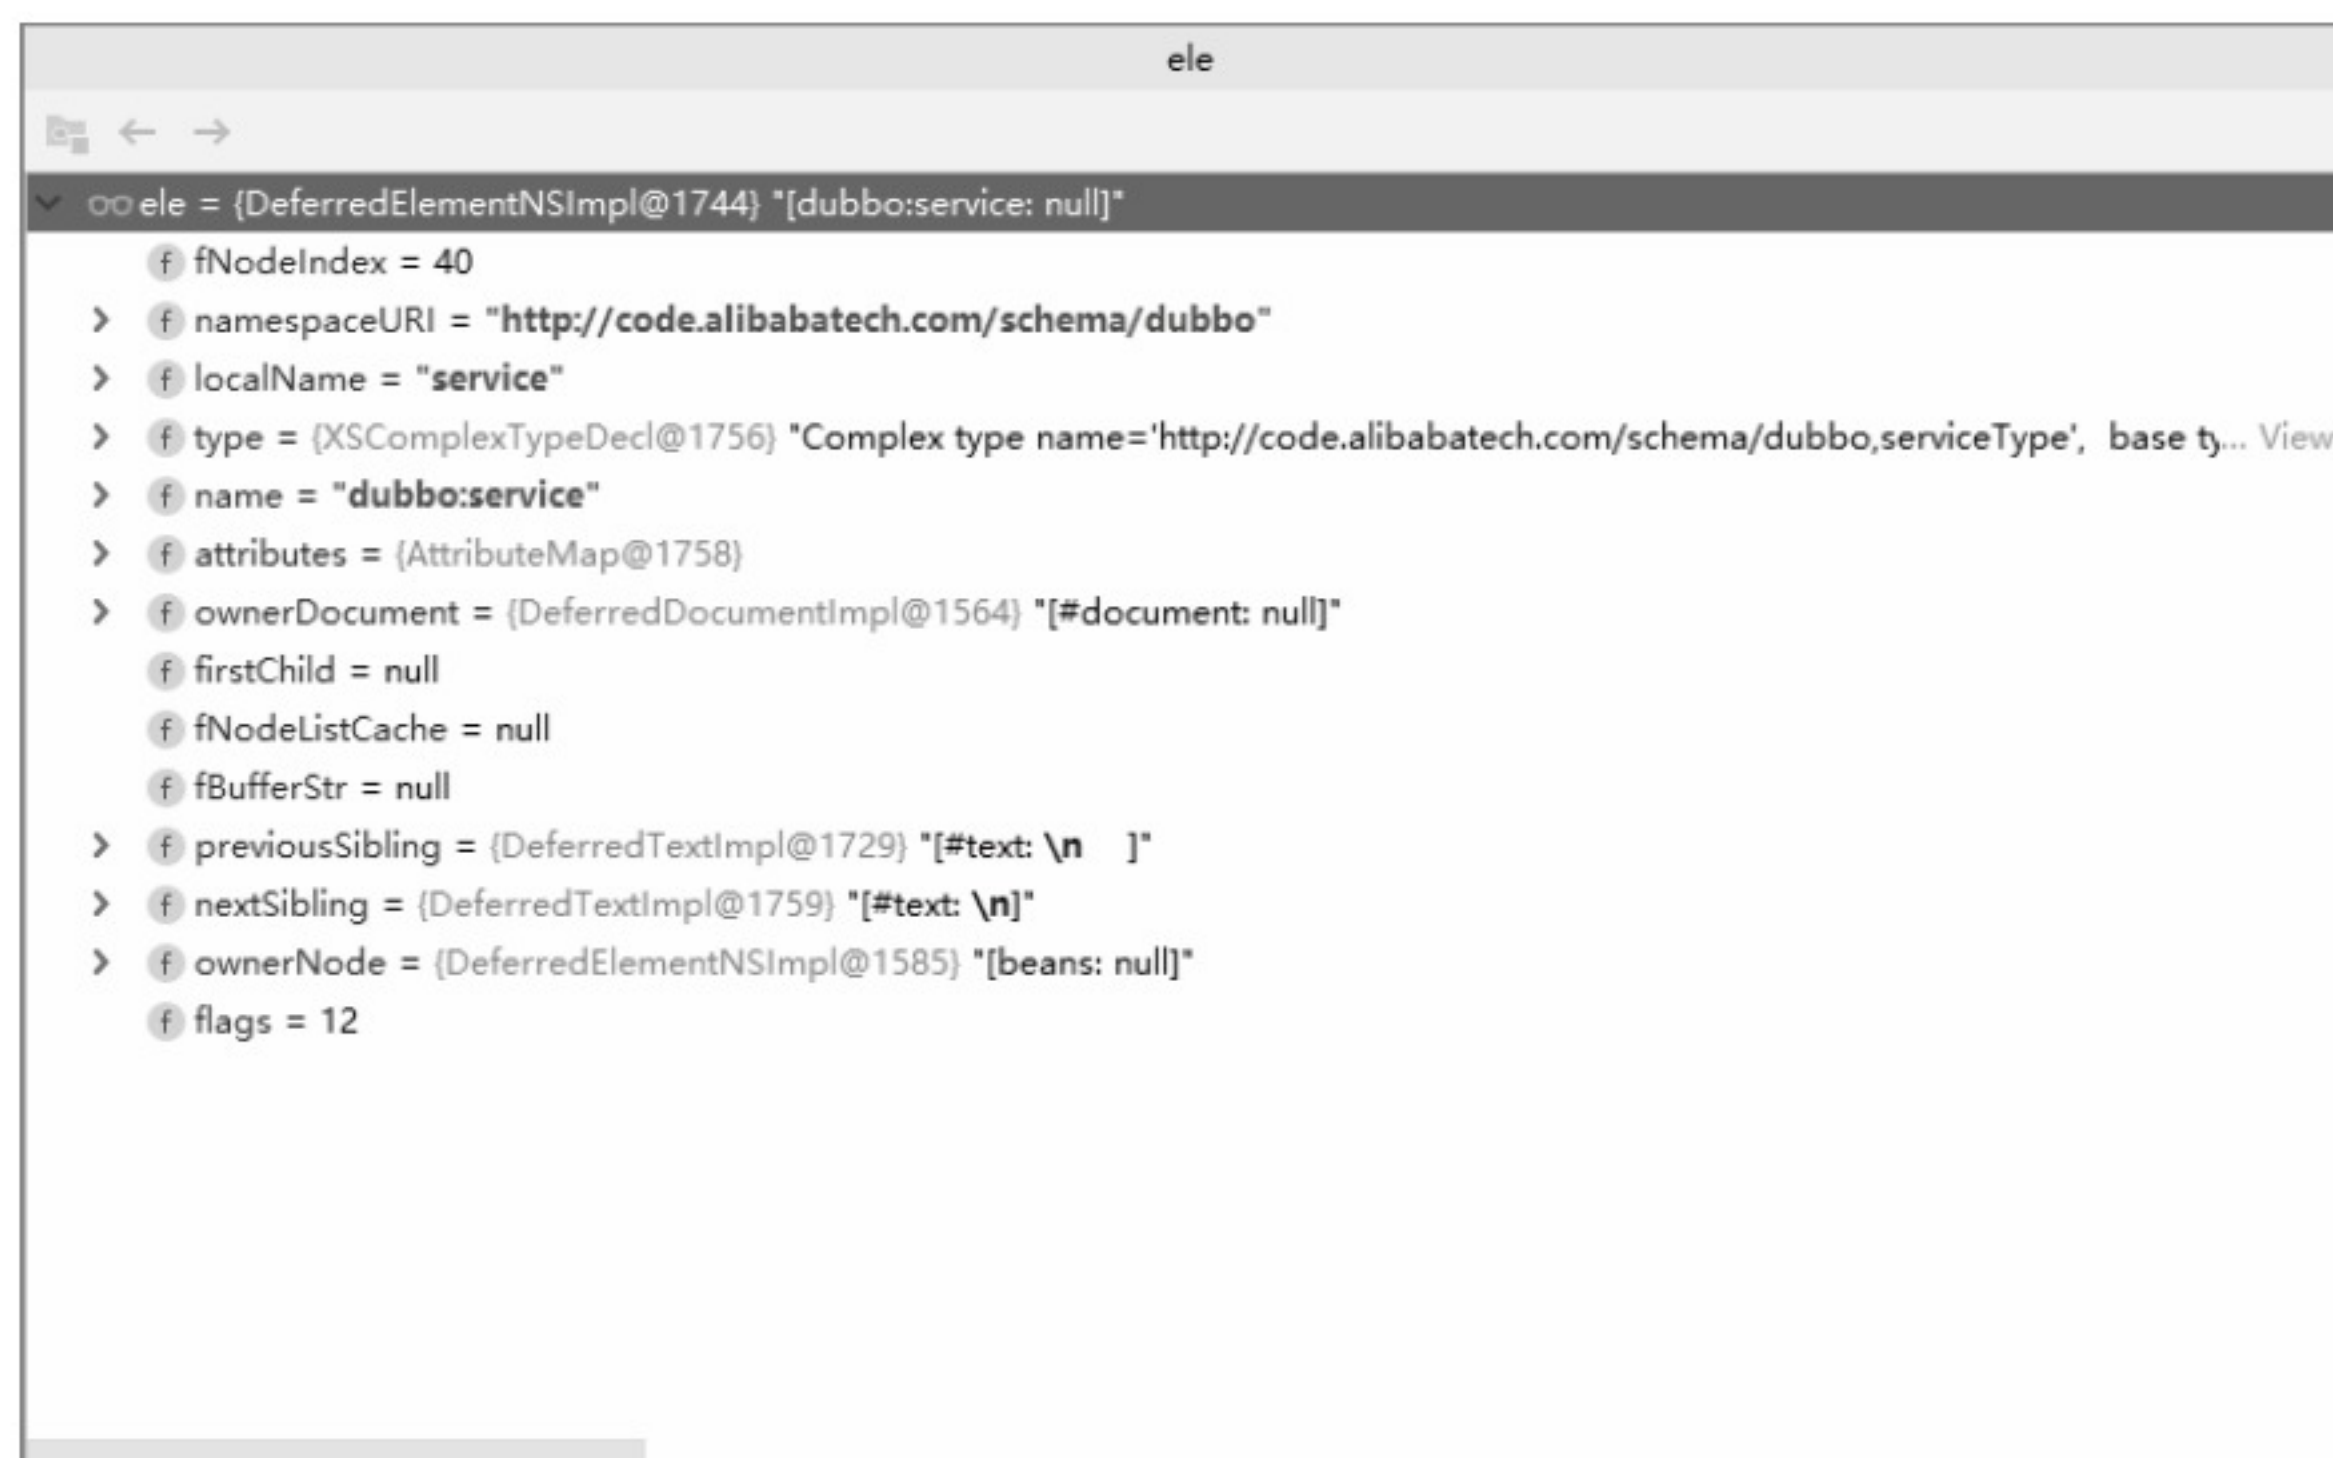 ele
ele = {DeferredElementNSImpl@1744} "[dubbo:service: null]"
f fNodeIndex = 40
f namespaceURI = "http://code.alibabatech.com/schema/dubbo"
f localName = "service"
f type = {XSComplexTypeDecl@1756} "Complex type name='http://code.alibabatech.com/schema/dubbo,serviceType',  base ty... View
f name = "dubbo:service"
f attributes = {AttributeMap@1758}
f ownerDocument = {DeferredDocumentImpl@1564} "[#document: null]"
f firstChild = null
f fNodeListCache = null
f fBufferStr = null
f previousSibling = {DeferredTextImpl@1729} "[#text: \n    ]"
f nextSibling = {DeferredTextImpl@1759} "[#text: \n]"
f ownerNode = {DeferredElementNSImpl@1585} "[beans: null]"
f flags = 12